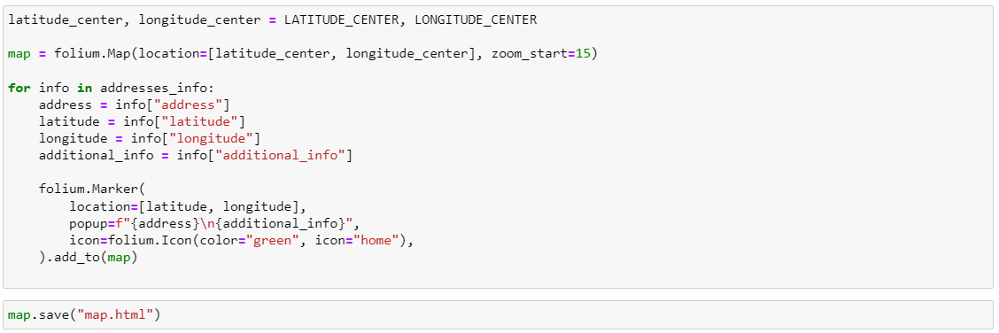 latitude_center, longitude_center = LATITUDE_CENTER, LONGITUDE_CENTER
map = folium.Map(location=[latitude_center, longitude_center], zoom_start=15)
for info in addresses_info:
    address = info["address"]
    latitude = info["latitude"]
    longitude = info["longitude"]
    additional_info = info["additional_info"]
    folium.Marker(
        location=[latitude, longitude],
        popup=f"{address}\n{additional_info}",
        icon=folium.Icon(color="green", icon="home"),
    ).add_to(map)
map.save("map.html")